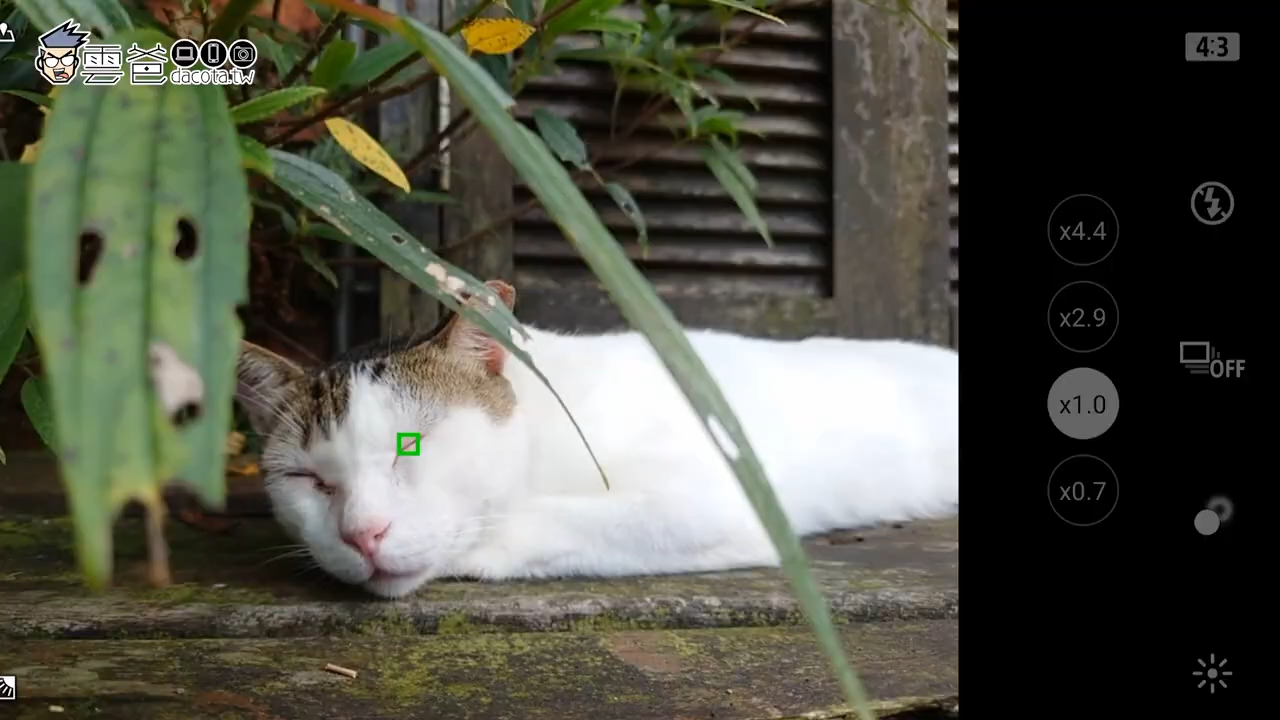 雲爸
dacota.tw
4:3
x4.4
x2.9
OFF
x1.0
x0.7